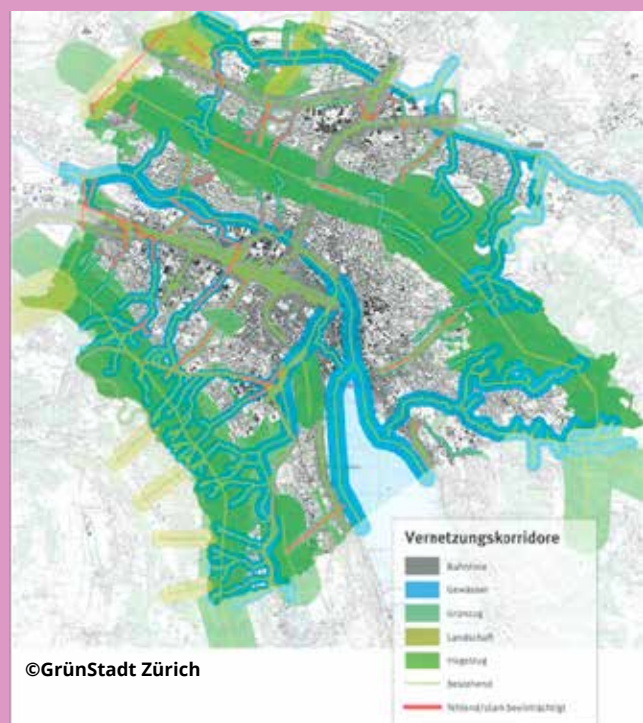 Vernetzungskorridore
Bahnlinie
Gewässer
Grünzug
Landschaft
Hügelzug
bestehend
fehlend/stark beeinträchtigt
©GrünStadt Zürich